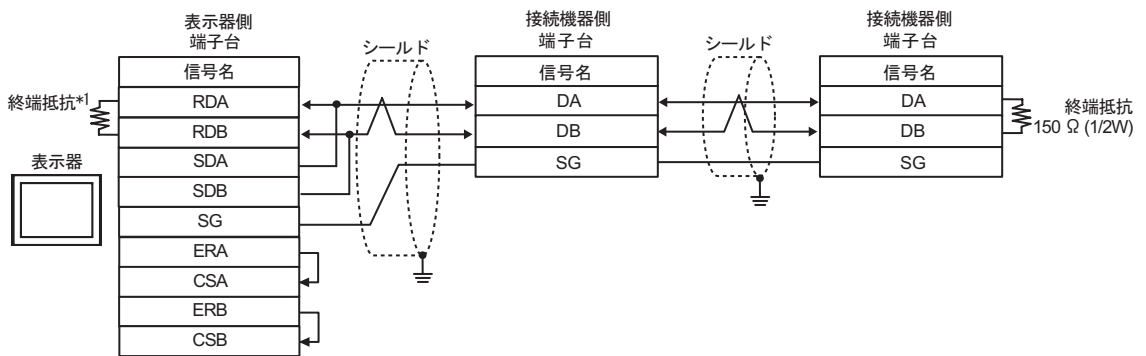 表示器側
端子台
信号名
RDA
RDB
SDA
SDB
SG
ERA
CSA
ERB
CSB
終端抵抗*1
表示器
シールド
接続機器側
端子台
信号名
DA
DB
SG
シールド
接続機器側
端子台
信号名
DA
DB
SG
終端抵抗
150 Ω (1/2W)